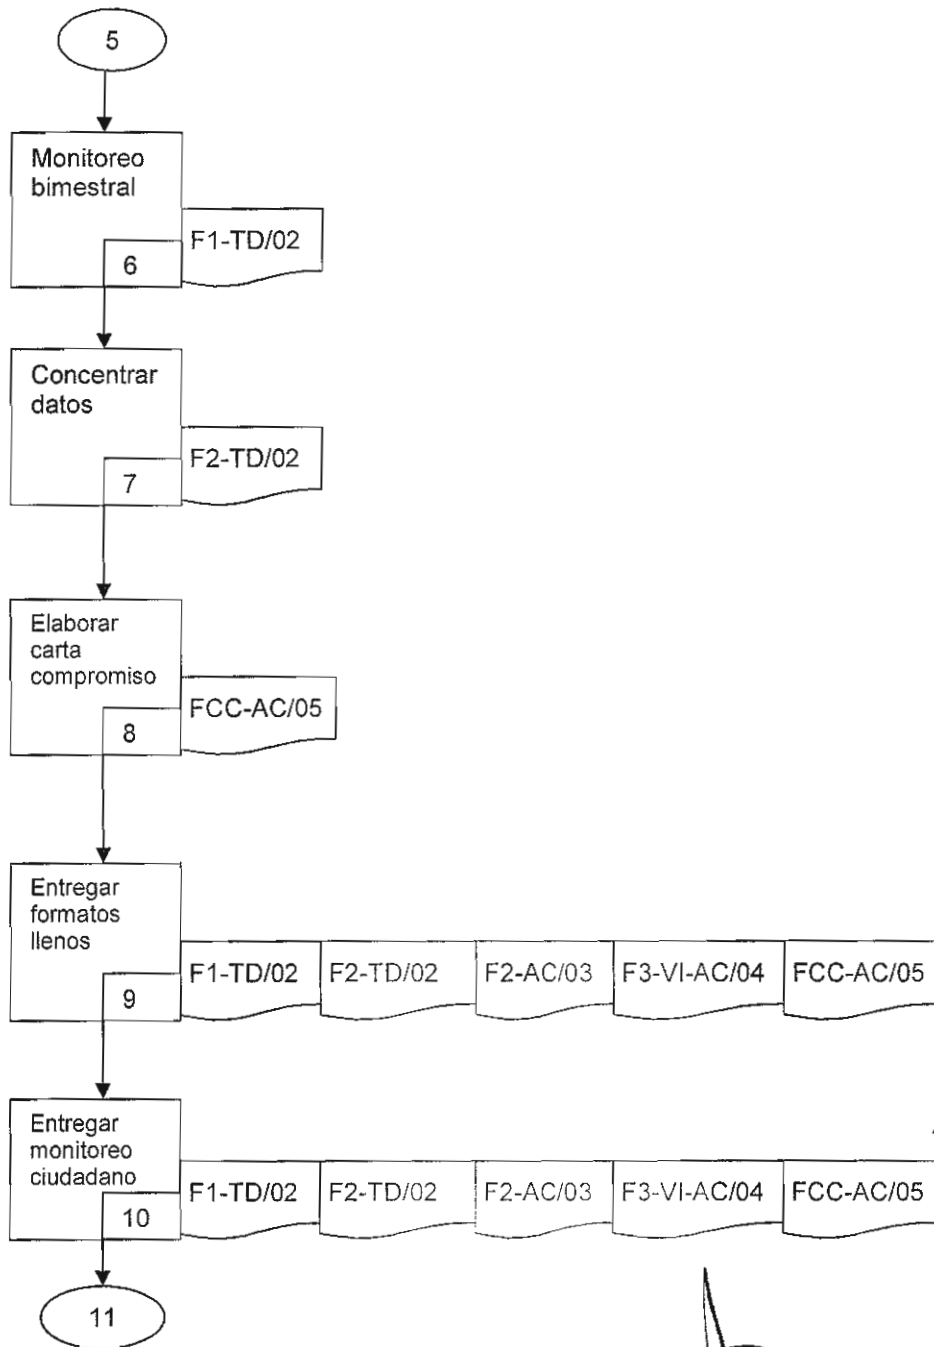 5
Monitoreo
bimestral
F1-TD/02
6
Concentrar
datos
F2-TD/02
7
Elaborar
carta
compromiso
FCC-AC/05
8
Entregar
formatos
llenos
F1-TD/02 F2-TD/02 F2-AC/03 F3-VI-AC/04 FCC-AC/05
9
Entregar
monitoreo
ciudadano
F1-TD/02 F2-TD/02 F2-AC/03 F3-VI-AC/04 FCC-AC/05
10
11